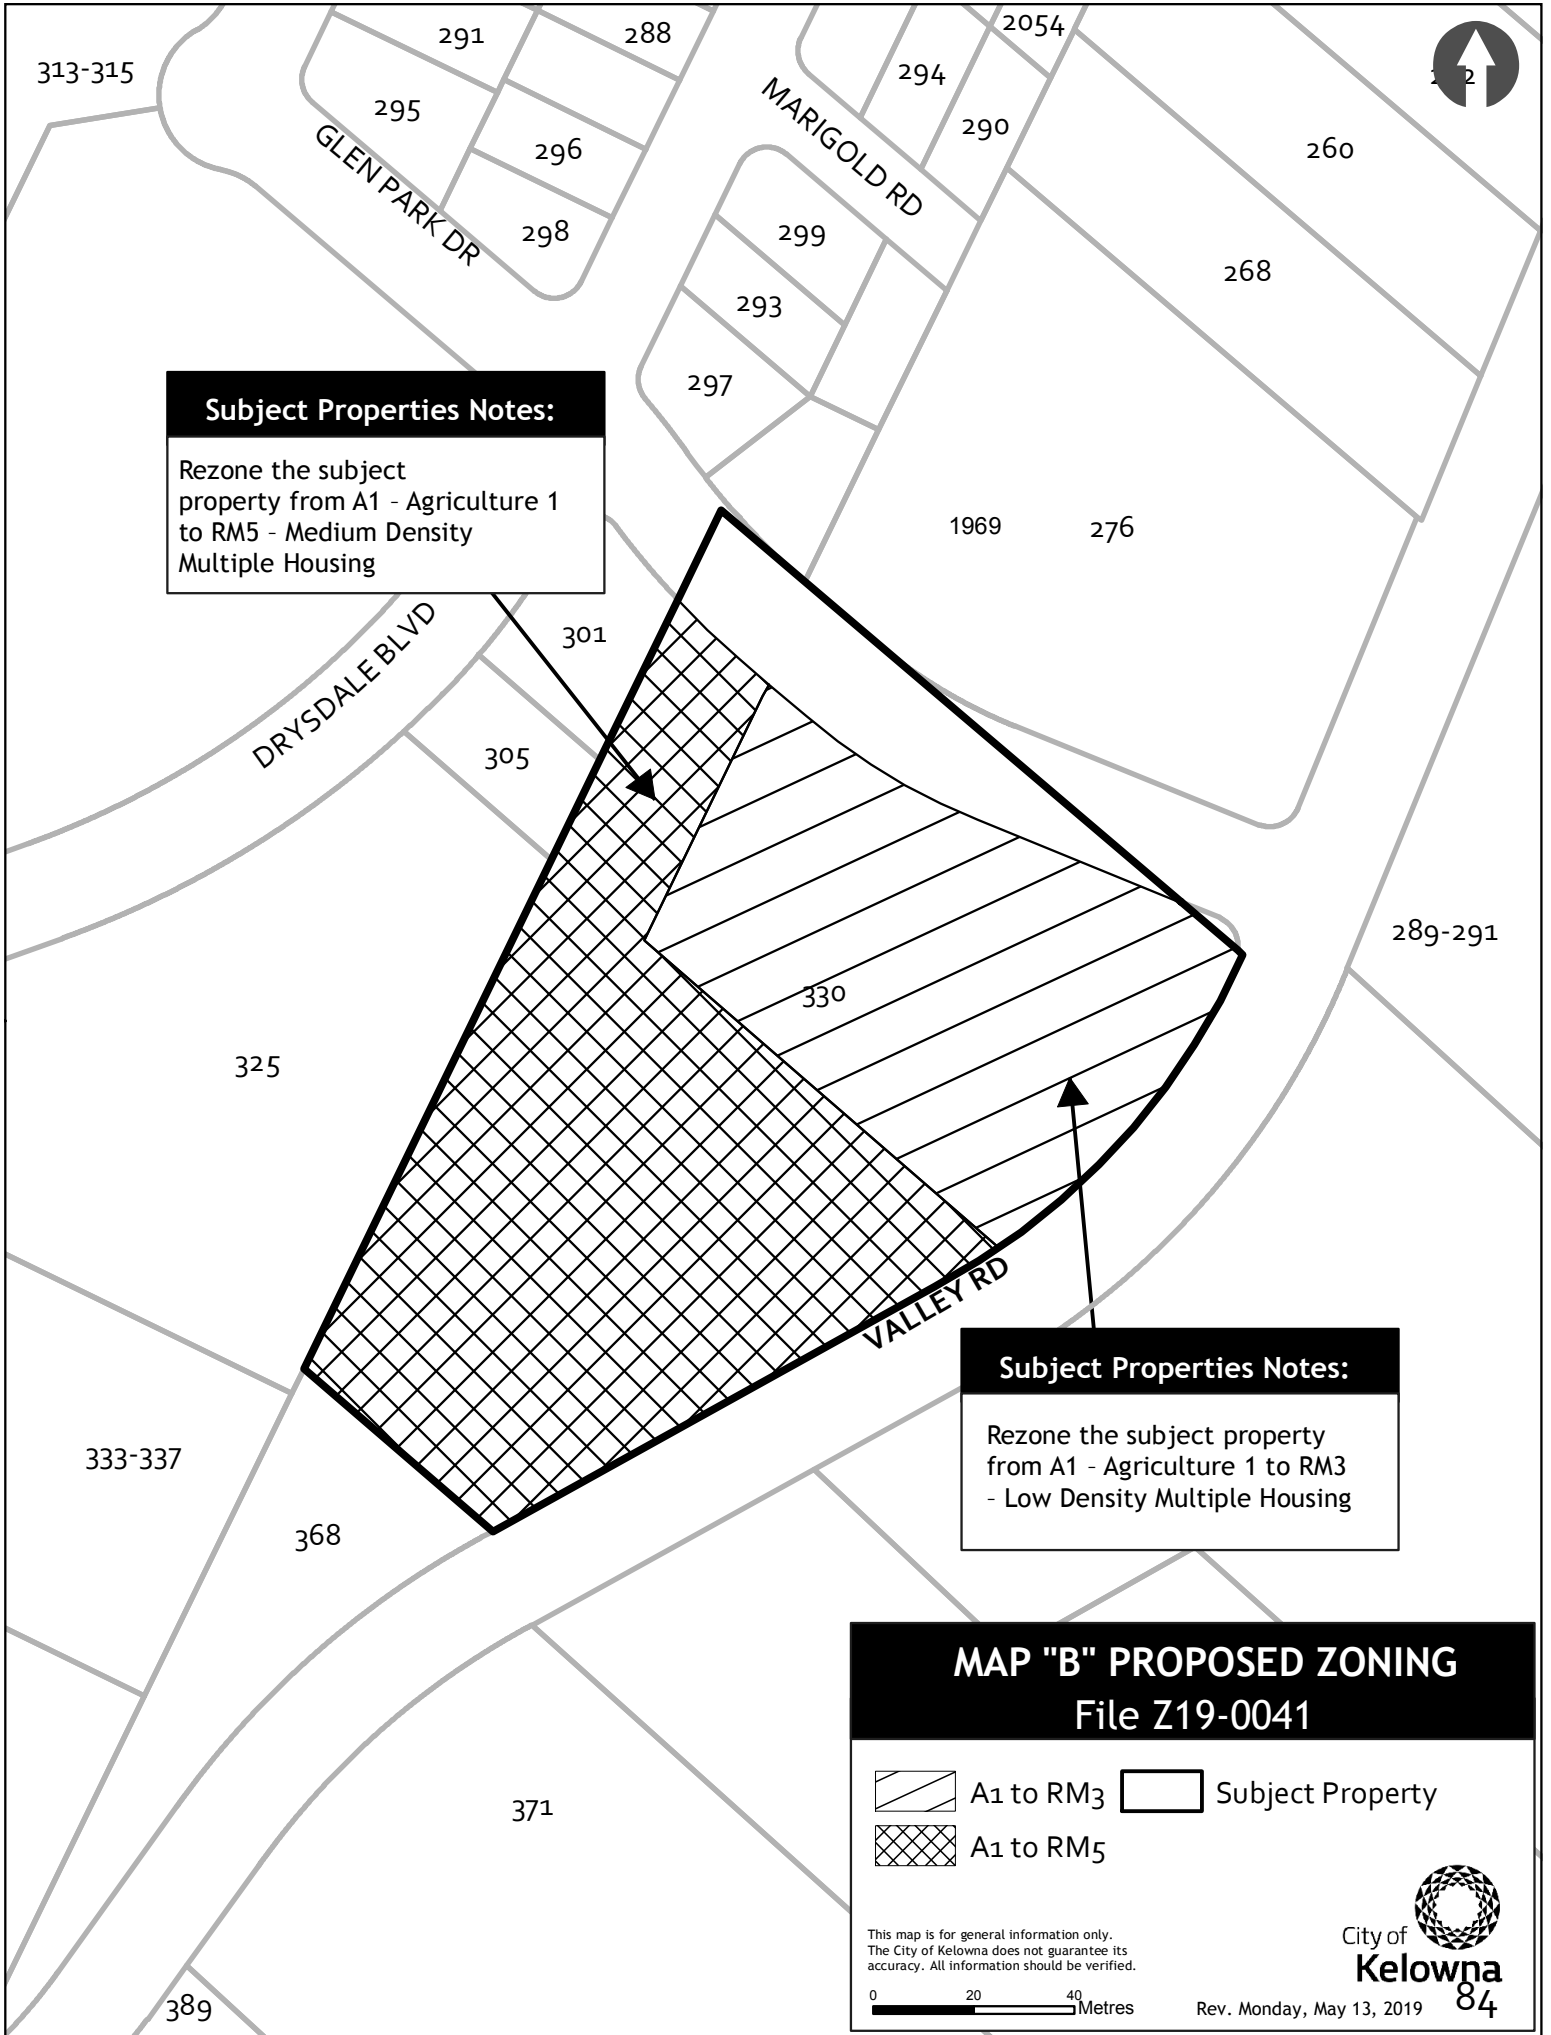 2054
291
288
313-315
294
295
MARIGOLD RD
290
GLEN PARK DR
296
260
298
299
268
293
297
Subject Properties Notes:
Rezone the subject
property from A1 - Agriculture 1
to RM5 - Medium Density
Multiple Housing
1969
276
301
DRYSDALE BLVD
305
289-291
330
325
VALLEY RD
Subject Properties Notes:
Rezone the subject property
from A1 - Agriculture 1 to RM3
- Low Density Multiple Housing
333-337
368
371
389
MAP "B" PROPOSED ZONING
File Z19-0041
A1 to RM3
Subject Property
A1 to RM5
This map is for general information only.
The City of Kelowna does not guarantee its
accuracy. All information should be verified.
0 20 40
Metres
City of
Kelowna
Rev. Monday, May 13, 2019
84